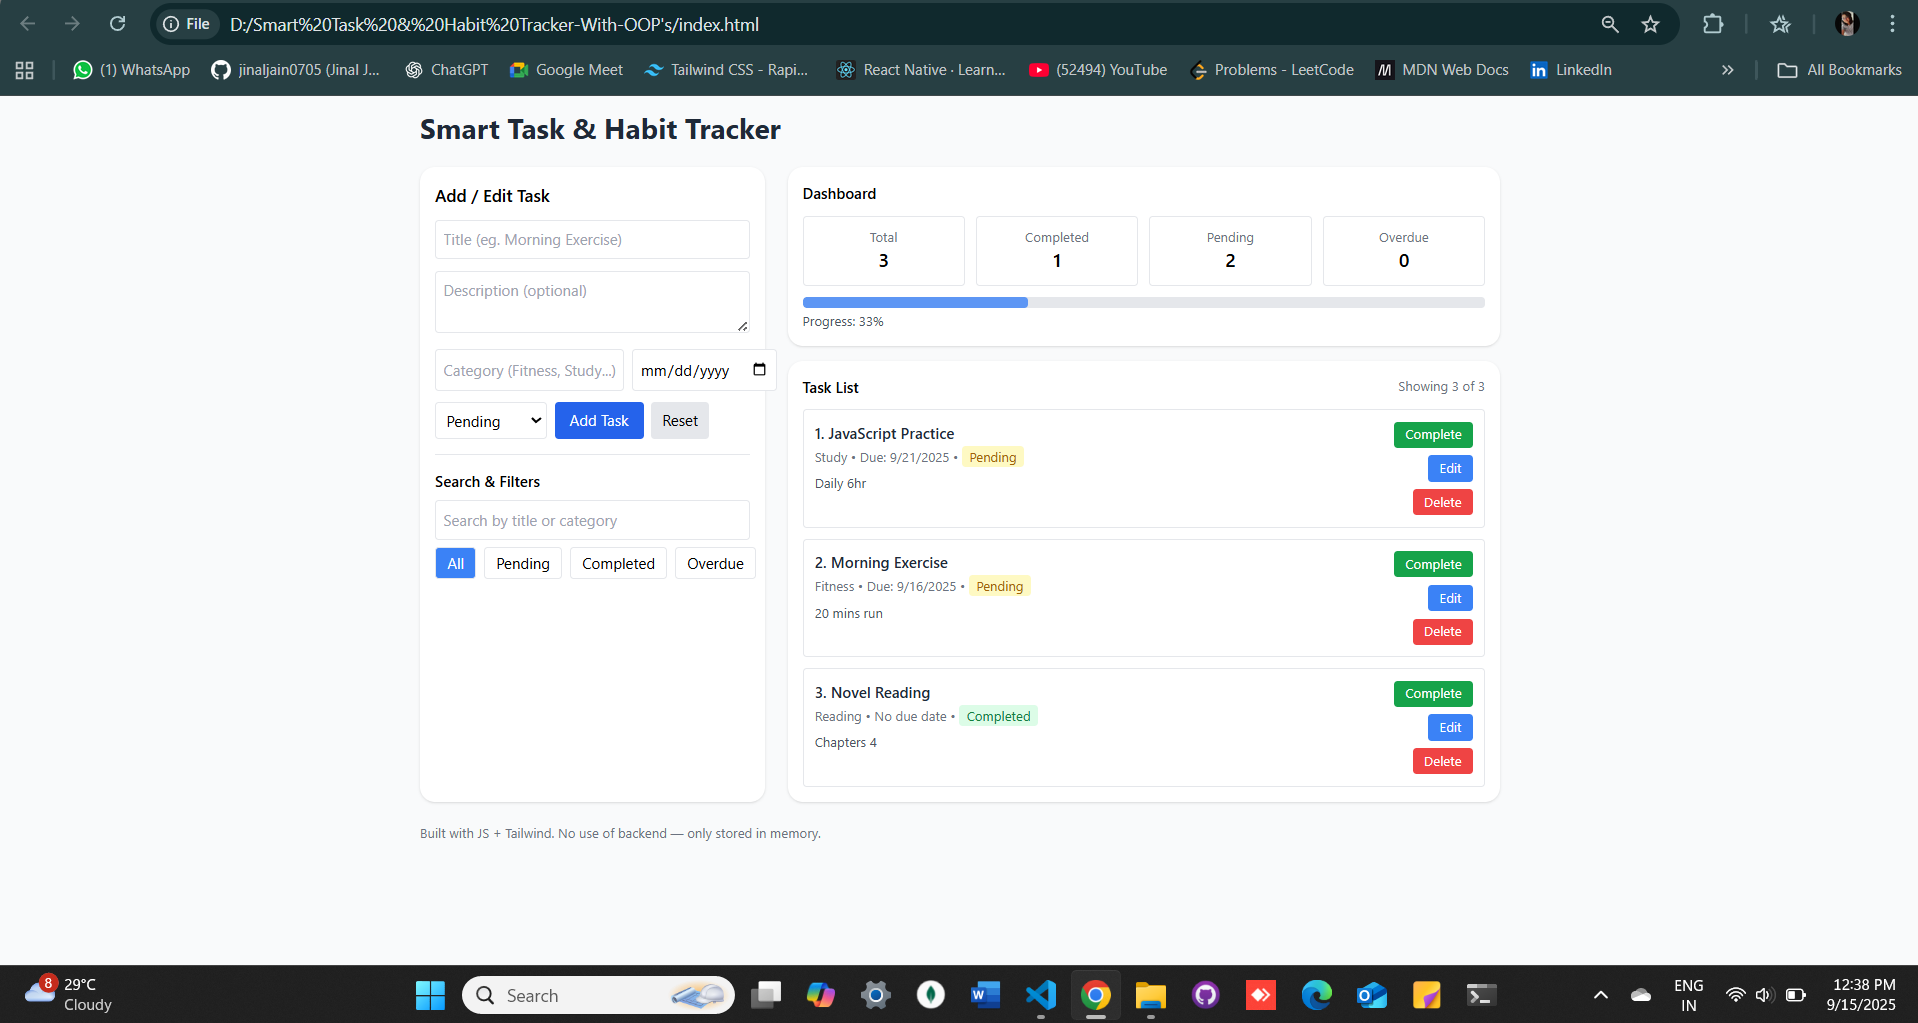 File D:/Smart%20Task%20&%20Habit%20Tracker-With-OOP's/index.html
(1) WhatsApp jinaljain0705 (Jinal J... ChatGPT Google Meet Tailwind CSS - Rapi... React Native · Learn... (52494) YouTube Problems - LeetCode MDN Web Docs LinkedIn » All Bookmarks
Smart Task & Habit Tracker
Add / Edit Task
Title (eg. Morning Exercise)
Description (optional)
Category (Fitness, Study...) mm/dd/yyyy
Pending Add Task Reset
Search & Filters
Search by title or category
All Pending Completed Overdue
Dashboard
Total Completed Pending Overdue
3 1 2 0
Progress: 33%
Task List Showing 3 of 3
1. JavaScript Practice Complete
Study • Due: 9/21/2025 • Pending Edit
Daily 6hr Delete
2. Morning Exercise Complete
Fitness • Due: 9/16/2025 • Pending Edit
20 mins run Delete
3. Novel Reading Complete
Reading • No due date • Completed Edit
Chapters 4 Delete
Built with JS + Tailwind. No use of backend — only stored in memory.
8 29°C
Cloudy
Search
ENG
IN
12:38 PM
9/15/2025